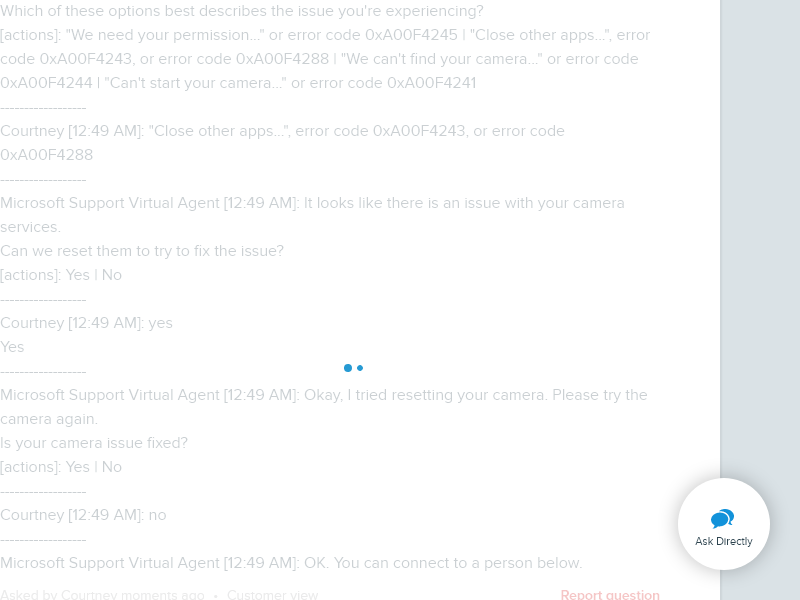 Which of these options best describes the issue you're experiencing?
[actions]: "We need your permission..." or error code 0xA00F4245 | "Close other apps...", error
code 0xA00F4243, or error code 0xA00F4288 | "We can't find your camera..." or error code
0xA00F4244 | "Can't start your camera..." or error code 0xA00F4241
------------------
Courtney [12:49 AM]: "Close other apps...", error code 0xA00F4243, or error code
0xA00F4288
------------------
Microsoft Support Virtual Agent [12:49 AM]: It looks like there is an issue with your camera
services.
Can we reset them to try to fix the issue?
[actions]: Yes | No
------------------
Courtney [12:49 AM]: yes
Yes
------------------
Microsoft Support Virtual Agent [12:49 AM]: Okay, I tried resetting your camera. Please try the
camera again.
Is your camera issue fixed?
[actions]: Yes | No
------------------
Courtney [12:49 AM]: no
------------------
Microsoft Support Virtual Agent [12:49 AM]: OK. You can connect to a person below.
Asked by Courtney moments ago • Customer view
Report question
Ask Directly